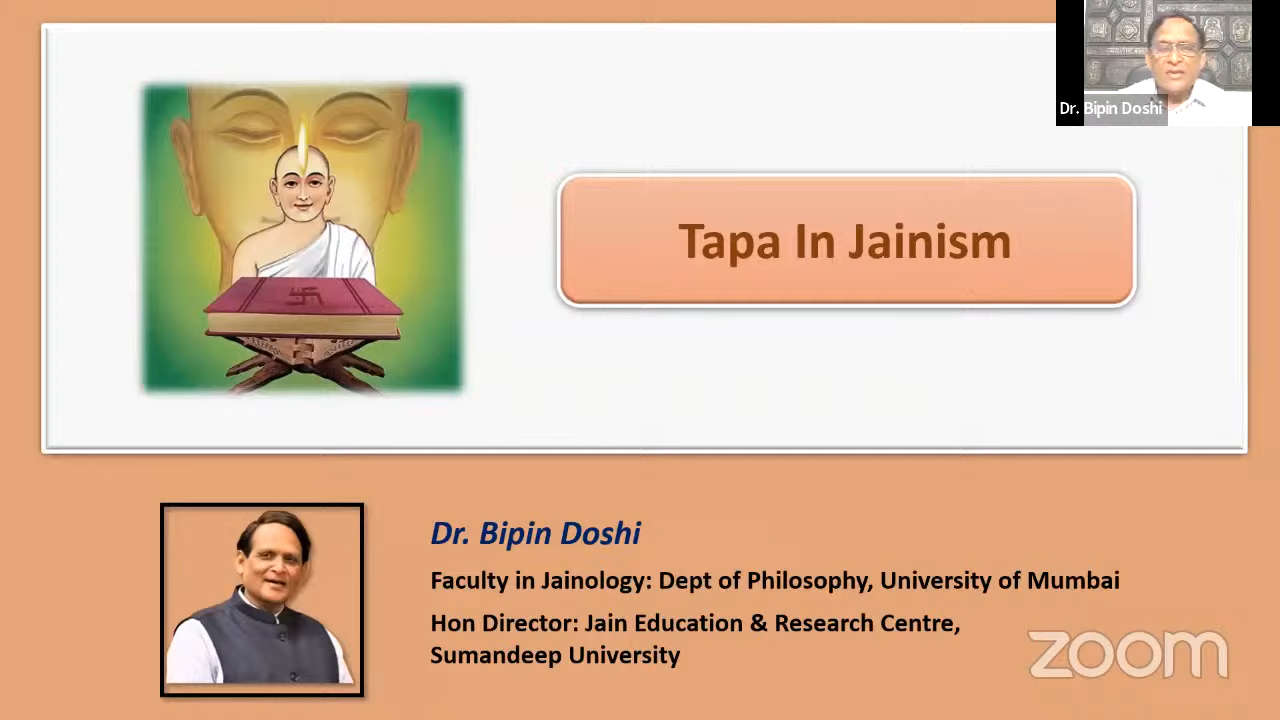 Dr. Bipin Doshi
Tapa In Jainism
Dr. Bipin Doshi
Faculty in Jainology: Dept of Philosophy, University of Mumbai
Hon Director: Jain Education & Research Centre,
Sumandeep University
zoom